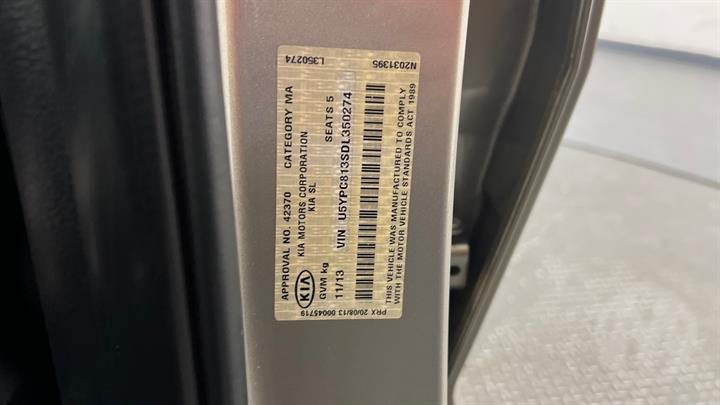 L350274 N2031395
APPROVAL NO. 42370 CATEGORY MA
KIA MOTORS CORPORATION
KIA SL
KIA
GVM kg SEATS 5
11/13 VIN U5YPC813SDL350274
THIS VEHICLE WAS MANUFACTURED TO COMPLY
WITH THE MOTOR VEHICLE STANDARDS ACT 1989
PRX 20/08/13 00045719